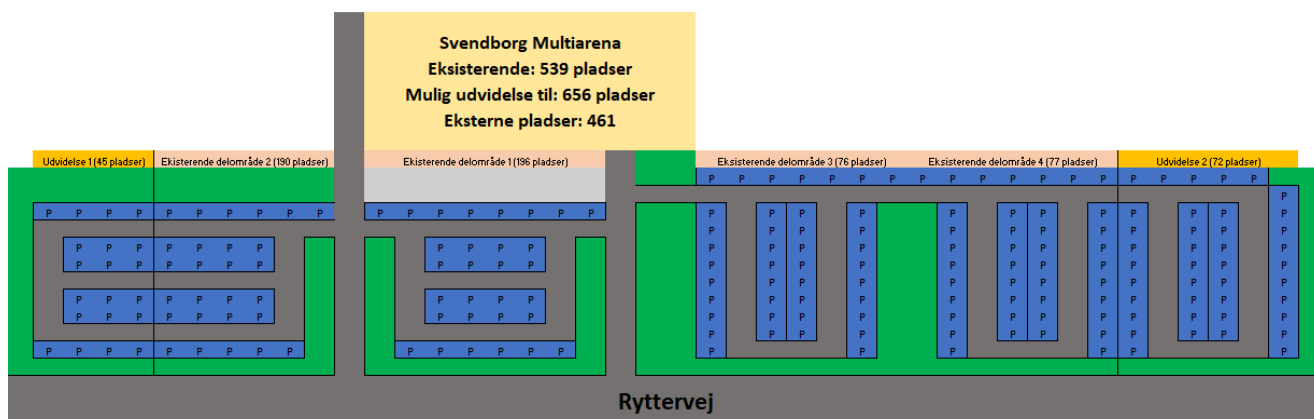 Svendborg Multiarena
Eksisterende: 539 pladser
Mulig udvidelse til: 656 pladser
Eksterne pladser: 461
Udvidelse 1 (45 pladser)
Ekisterende delområde 2 (190 pladser)
Ekisterende delområde 1 (196 pladser)
Eksisterende delområde 3 (76 pladser)
Eksisterende delområde 4 (77 pladser)
Udvidelse 2 (72 pladser)
P P P P P P P P P P P P P P P P P P P
P
P P P P P P P P P P P P P P P P P P P P P P P P P P P P P P
P P P P P P P P P P P P
P P P P P P P P P P P P P P P P P P P P P P P
P P P P P P P P P P P P P P P P P P P P P P P
P P P P P P P P P P P P
P P P P P P P P P P P P P P P P P P P P P P P
P P P P P P P P P P P P P P P P P P P P P P P
P P P P P P P P P P P P
P P P P P P P P P P P P P P P P P P P P P
Ryttervej